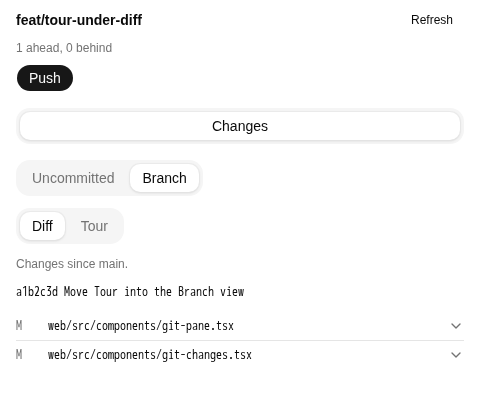 feat/tour-under-diff Refresh
1 ahead, 0 behind
Push
Changes
Uncommitted Branch
Diff Tour
Changes since main.
a1b2c3d Move Tour into the Branch view
M web/src/components/git-pane.tsx
M web/src/components/git-changes.tsx